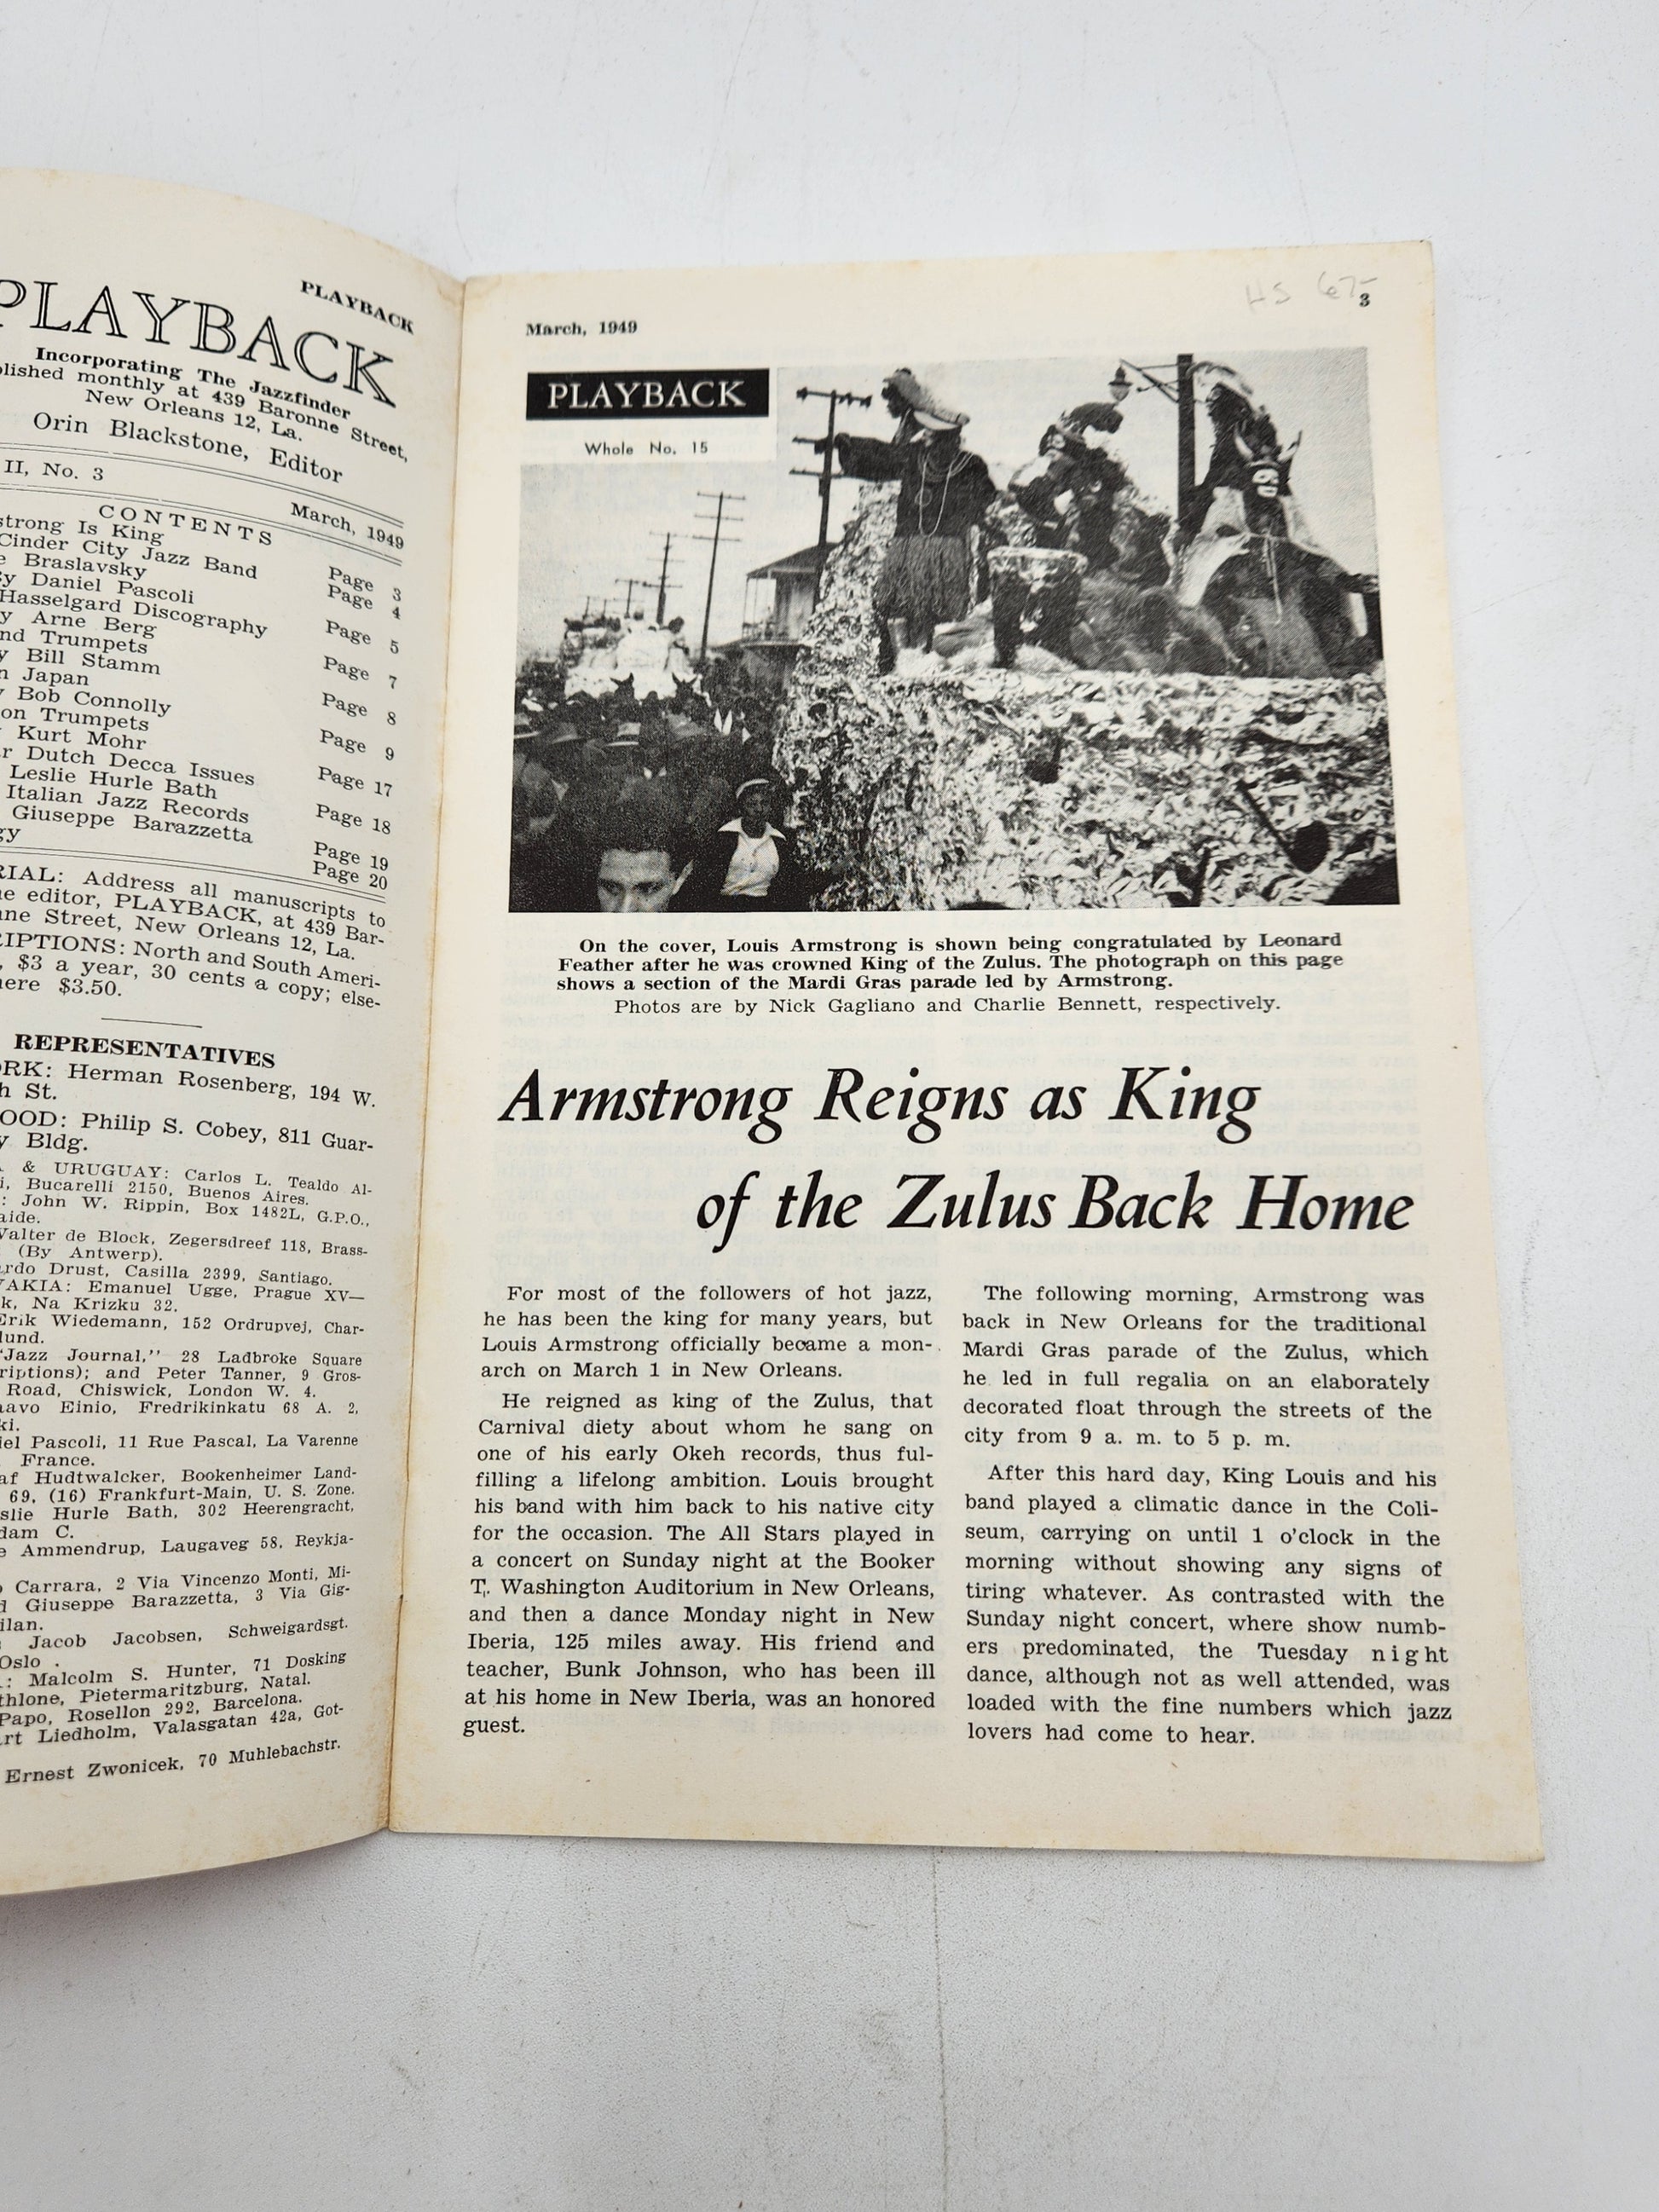 PLAYBACK
PLAYBACK
Incorporating The Jazzfinder
monthly at 439 Baronne Street,
New Orleans 12, La.
Orin Blackstone, Editor
II, No. 3
March, 1949
CONTENTS
Is King Page 3
Cinder City Jazz Band Page 4
Braslavsky
By Daniel Pascoli Page 5
Hasselgard Discography
Arne Berg Page 7
Trumpets
Bill Stamm Page 8
Japan
Bob Connolly Page 9
Trumpets
Kurt Mohr Page 17
Dutch Decca Issues
Leslie Hurle Bath Page 18
Italian Jazz Records
Giuseppe Barazzetta Page 19
Page 20
Address all manuscripts to
editor, PLAYBACK, at 439 Bar-
Street, New Orleans 12, La.
North and South Ameri-
$3 a year, 30 cents a copy; else-
$3.50.
REPRESENTATIVES
Herman Rosenberg, 194 W.
St.
Philip S. Cobey, 811 Guar-
Bldg.
& URUGUAY: Carlos L. Tealdo Al-
Bucarelli 2150, Buenos Aires.
John W. Rippin, Box 1482L, G.P.O.,
Walter de Block, Zegersdreef 118, Brass-
(By Antwerp).
Drust, Casilla 2399, Santiago.
Emanuel Ugge, Prague XV—
Na Krizku 32.
Erik Wiedemann, 152 Ordrupvej, Char-
"Jazz Journal," 28 Ladbroke Square
and Peter Tanner, 9 Gros-
Road, Chiswick, London W. 4.
Einio, Fredrikinkatu 68 A. 2,
Pascoli, 11 Rue Pascal, La Varenne
France.
Hudtwalcker, Bookenheimer Land-
69, (16) Frankfurt-Main, U. S. Zone.
Hurle Bath, 302 Heerengracht,
C.
Ammendrup, Laugaveg 58, Reykja-
Carrara, 2 Via Vincenzo Monti, Mi-
Giuseppe Barazzetta, 3 Via Gig-
Jacob Jacobsen, Schweigardsgt.
Oslo .
Malcolm S. Hunter, 71 Dosking
Pietermaritzburg, Natal.
Papo, Rosellon 292, Barcelona.
Liedholm, Valasgatan 42a, Got-
Ernest Zwonicek, 70 Muhlebachstr.
HS 67-
March, 1949 3
PLAYBACK
Whole No. 15
On the cover, Louis Armstrong is shown being congratulated by Leonard
Feather after he was crowned King of the Zulus. The photograph on this page
shows a section of the Mardi Gras parade led by Armstrong.
Photos are by Nick Gagliano and Charlie Bennett, respectively.
Armstrong Reigns as King
of the Zulus Back Home
For most of the followers of hot jazz,
he has been the king for many years, but
Louis Armstrong officially became a mon-
arch on March 1 in New Orleans.
He reigned as king of the Zulus, that
Carnival diety about whom he sang on
one of his early Okeh records, thus ful-
filling a lifelong ambition. Louis brought
his band with him back to his native city
for the occasion. The All Stars played in
a concert on Sunday night at the Booker
T. Washington Auditorium in New Orleans,
and then a dance Monday night in New
Iberia, 125 miles away. His friend and
teacher, Bunk Johnson, who has been ill
at his home in New Iberia, was an honored
guest.
The following morning, Armstrong was
back in New Orleans for the traditional
Mardi Gras parade of the Zulus, which
he led in full regalia on an elaborately
decorated float through the streets of the
city from 9 a. m. to 5 p. m.
After this hard day, King Louis and his
band played a climatic dance in the Coli-
seum, carrying on until 1 o'clock in the
morning without showing any signs of
tiring whatever. As contrasted with the
Sunday night concert, where show numb-
ers predominated, the Tuesday night
dance, although not as well attended, was
loaded with the fine numbers which jazz
lovers had come to hear.